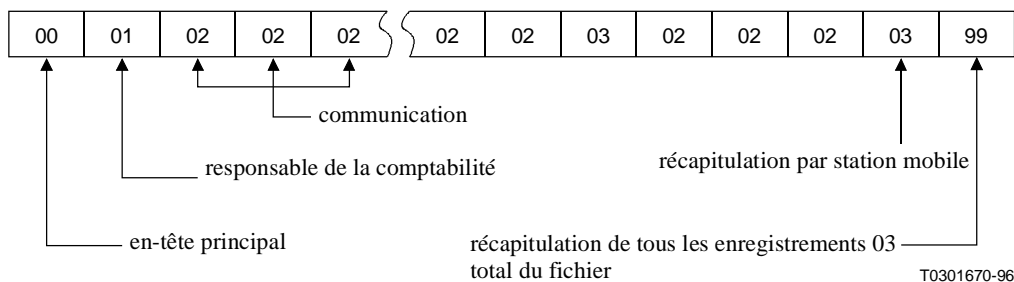 00 01 02 02 02 02 02 03 02 02 02 03 99
communication
responsable de la comptabilité
récapitulation par station mobile
en-tête principal
récapitulation de tous les enregistrements 03
total du fichier
T0301670-96